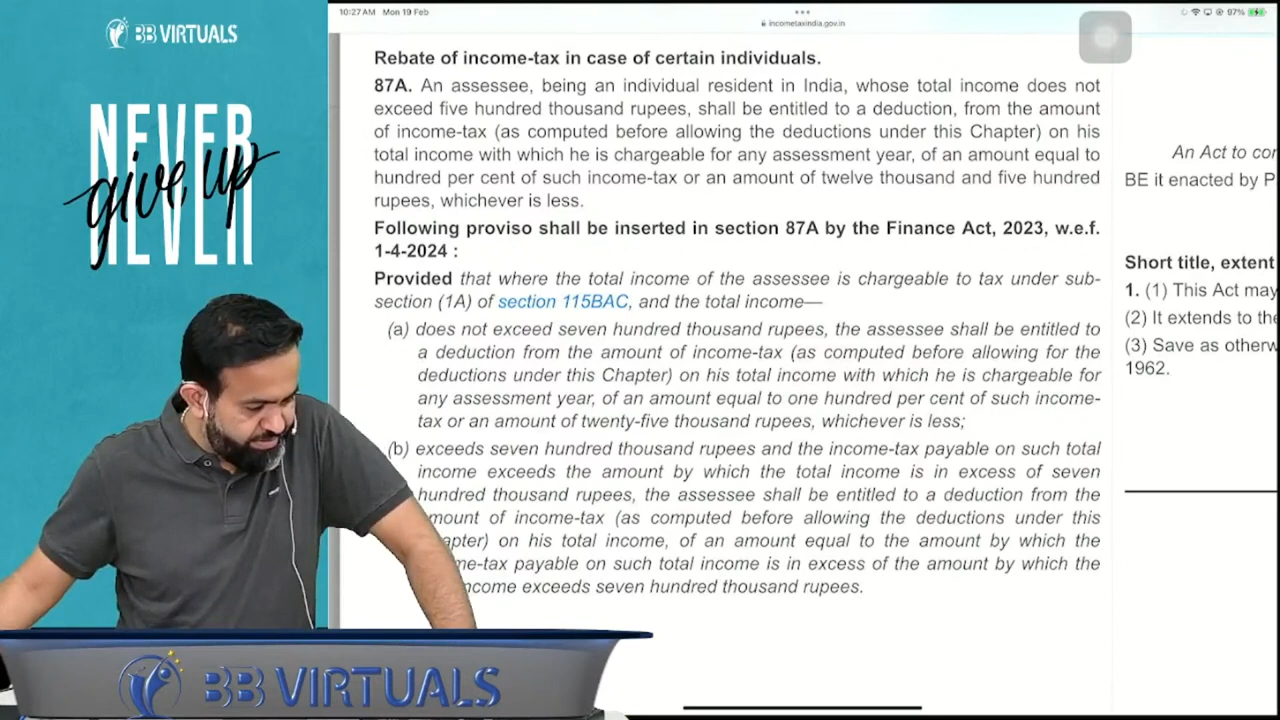 BB VIRTUALS
NEVER
give up
NEVER
10:27 AM Mon 19 Feb
97%
incometaxindia.gov.in
Rebate of income-tax in case of certain individuals.
87A. An assessee, being an individual resident in India, whose total income does not
exceed five hundred thousand rupees, shall be entitled to a deduction, from the amount
of income-tax (as computed before allowing the deductions under this Chapter) on his
total income with which he is chargeable for any assessment year, of an amount equal to
hundred per cent of such income-tax or an amount of twelve thousand and five hundred
rupees, whichever is less.
Following proviso shall be inserted in section 87A by the Finance Act, 2023, w.e.f.
1-4-2024 :
Provided that where the total income of the assessee is chargeable to tax under sub-
section (1A) of section 115BAC, and the total income—
(a) does not exceed seven hundred thousand rupees, the assessee shall be entitled to
a deduction from the amount of income-tax (as computed before allowing for the
deductions under this Chapter) on his total income with which he is chargeable for
any assessment year, of an amount equal to one hundred per cent of such income-
tax or an amount of twenty-five thousand rupees, whichever is less;
(b) exceeds seven hundred thousand rupees and the income-tax payable on such total
income exceeds the amount by which the total income is in excess of seven
hundred thousand rupees, the assessee shall be entitled to a deduction from the
mount of income-tax (as computed before allowing the deductions under this
apter) on his total income, of an amount equal to the amount by which the
me-tax payable on such total income is in excess of the amount by which the
ncome exceeds seven hundred thousand rupees.
An Act to con
BE it enacted by P
Short title, extent
1. (1) This Act may
(2) It extends to the
(3) Save as otherw
1962.
BB VIRTUALS